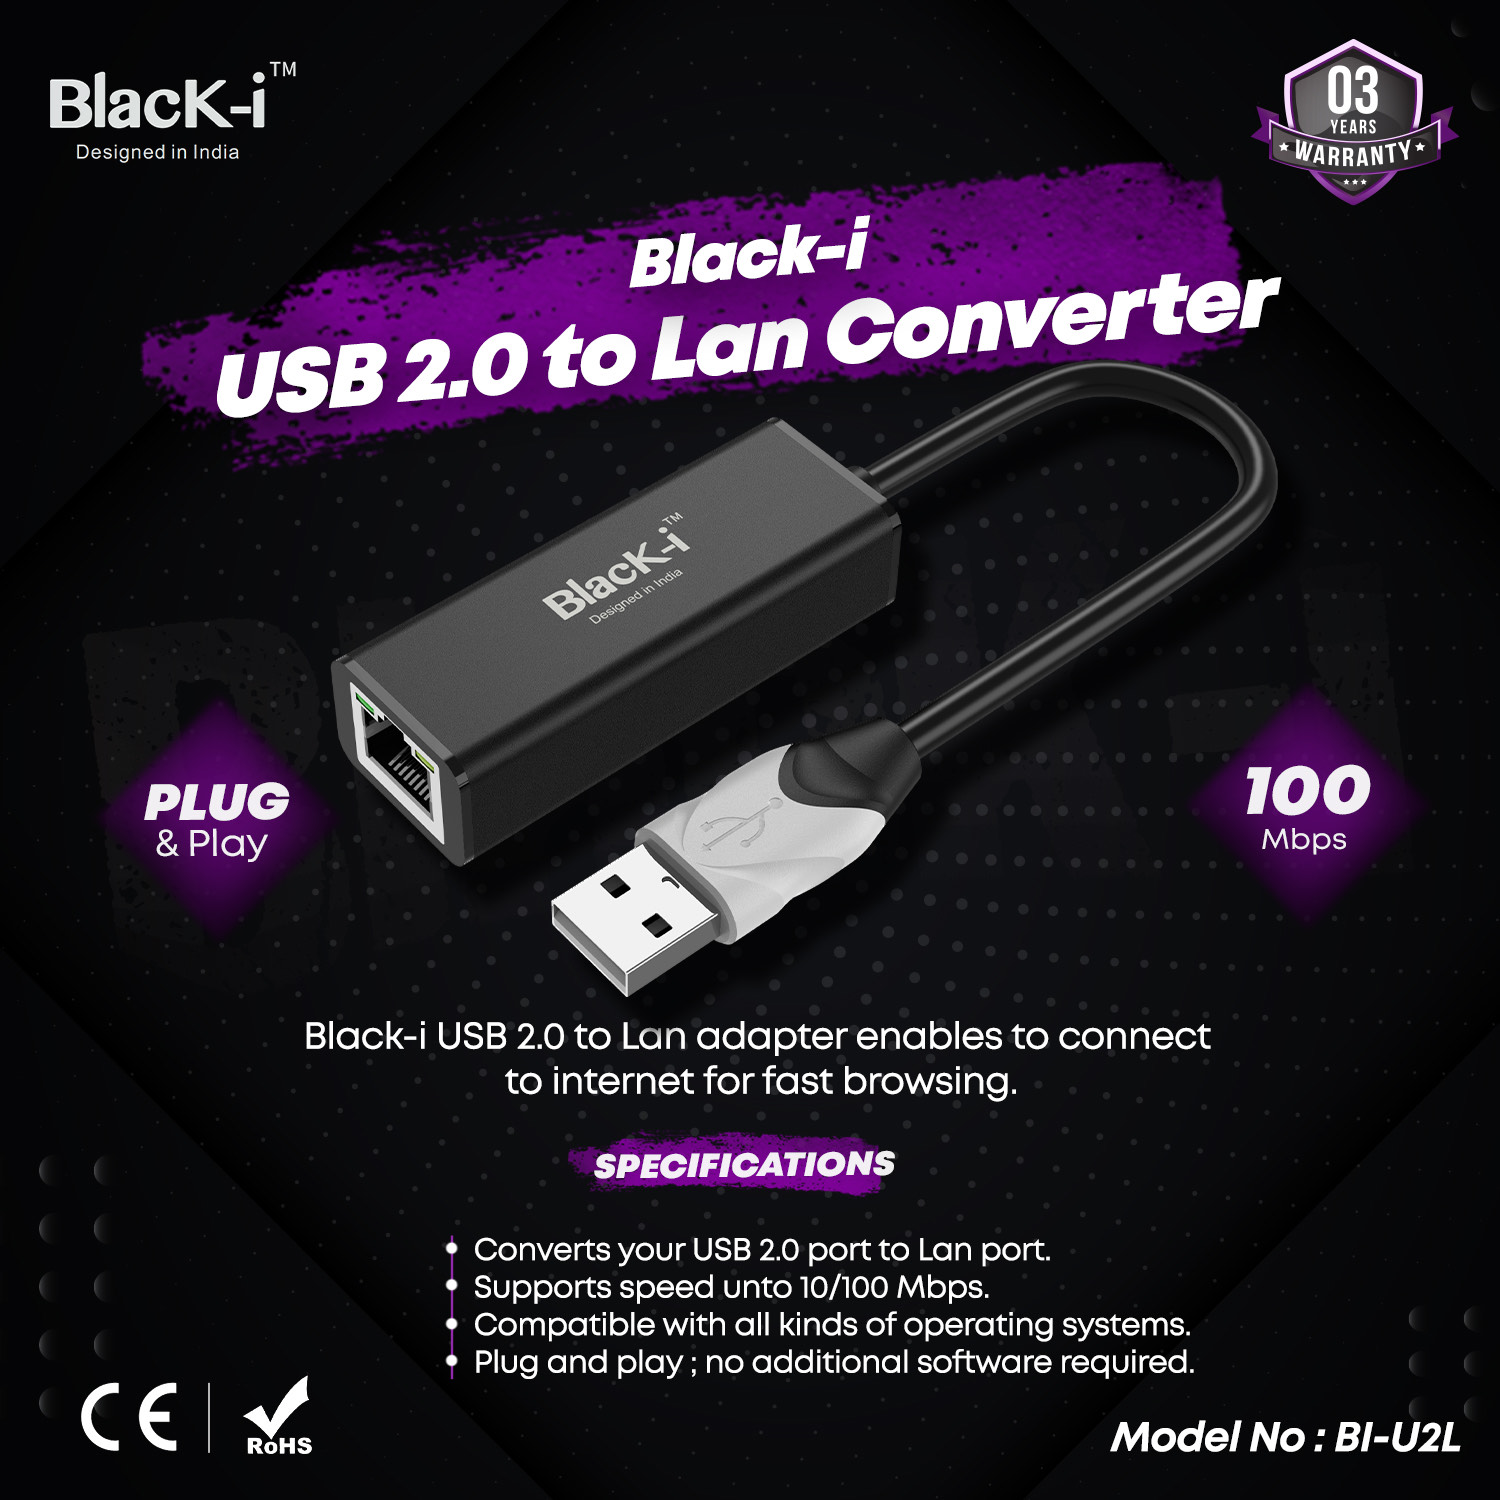 BlacK-i™
Designed in India
03
YEARS
WARRANTY
Black-i
USB 2.0 to Lan Converter
BlacK-i™
Designed in India
PLUG
& Play
100
Mbps
Black-i USB 2.0 to Lan adapter enables to connect
to internet for fast browsing.
SPECIFICATIONS
Converts your USB 2.0 port to Lan port.
Supports speed unto 10/100 Mbps.
Compatible with all kinds of operating systems.
Plug and play ; no additional software required.
CE
RoHS
Model No : BI-U2L